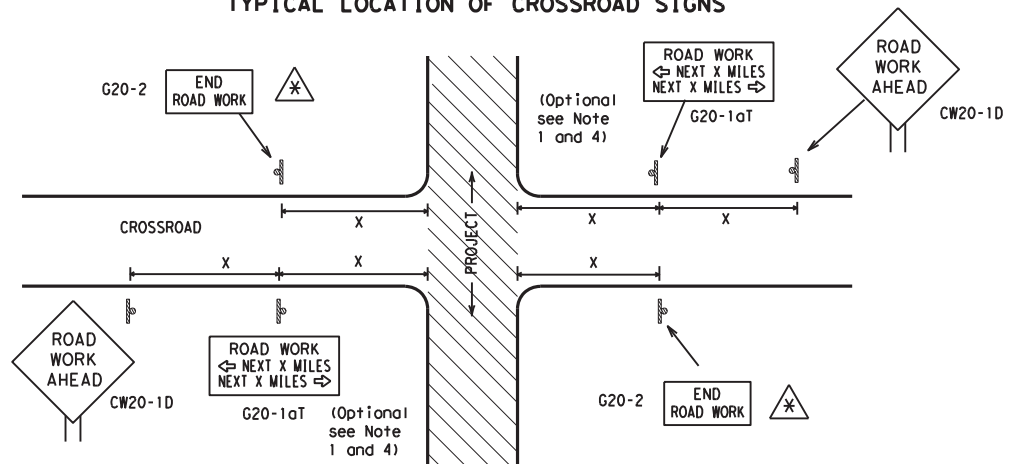 TYPICAL LOCATION OF CROSSROAD SIGNS
G20-2
END
ROAD WORK
*
(Optional
see Note
1 and 4)
ROAD WORK
⇦ NEXT X MILES
NEXT X MILES ⇨
G20-1aT
ROAD
WORK
AHEAD
CW20-1D
CROSSROAD
X
X
X
PROJECT
X
X
X
ROAD
WORK
AHEAD
CW20-1D
ROAD WORK
⇦ NEXT X MILES
NEXT X MILES ⇨
G20-1aT
(Optional
see Note
1 and 4)
G20-2
END
ROAD WORK
*